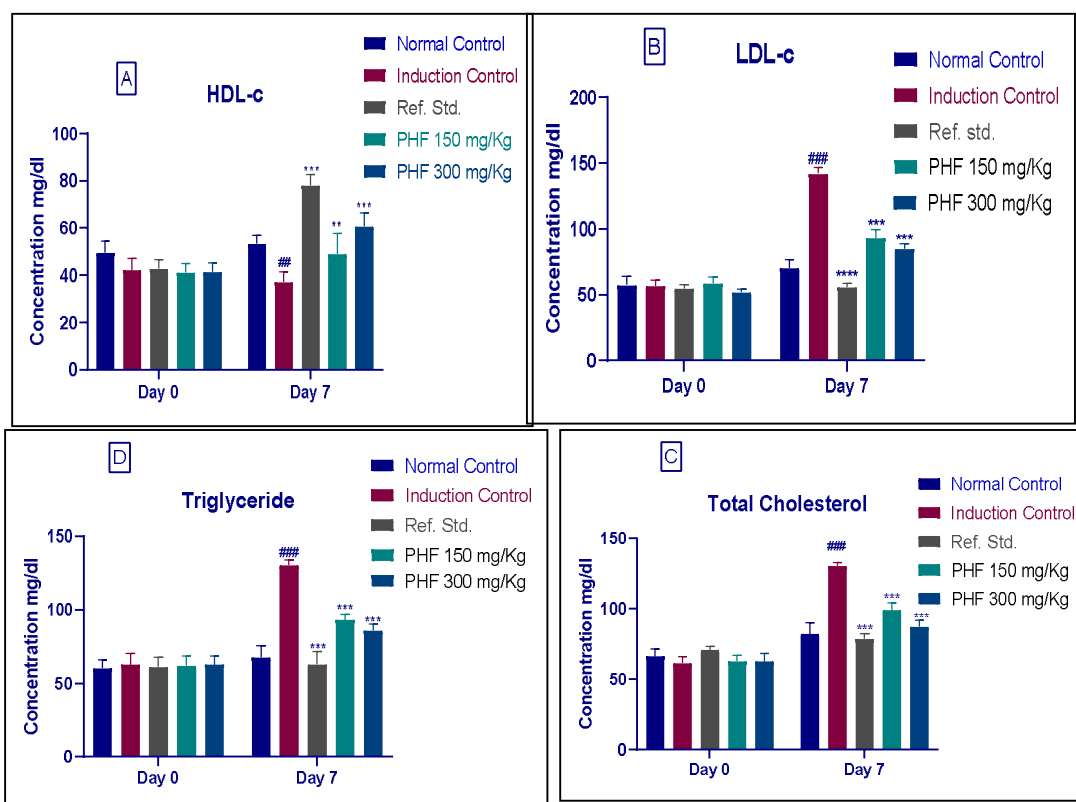 A
HDL-c
Normal Control
Induction Control
Ref. Std.
PHF 150 mg/Kg
PHF 300 mg/Kg
Concentration mg/dl
100
80
60
40
20
0
##
***
**
***
Day 0
Day 7
B
LDL-c
Normal Control
Induction Control
Ref. std.
PHF 150 mg/Kg
PHF 300 mg/Kg
Concentration mg/dl
200
150
100
50
0
###
****
***
***
Day 0
Day 7
D
Triglyceride
Normal Control
Induction Control
Ref. Std.
PHF 150 mg/Kg
PHF 300 mg/Kg
Concentration mg/dl
150
100
50
0
###
***
***
***
Day 0
Day 7
C
Total Cholesterol
Normal Control
Induction Control
Ref. Std.
PHF 150 mg/Kg
PHF 300 mg/Kg
Concentration mg/dl
150
100
50
0
###
***
***
***
Day 0
Day 7